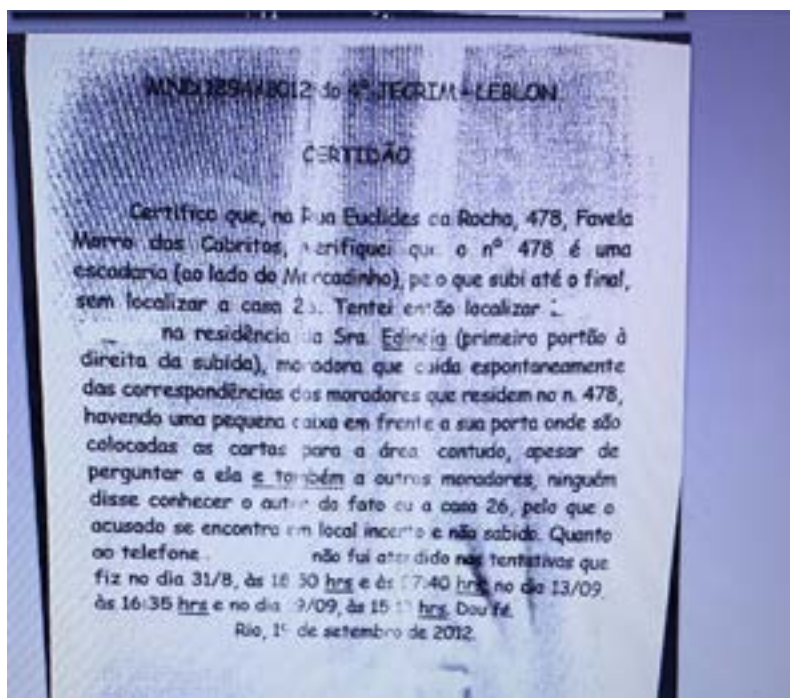 do 4º JECRIM - LEBLON
CERTIDÃO
Certifico que, na Rua Euclides da Rocha, 478, Favela
Morro dos Cabritos, verifiquei que o nº 478 é uma
escadaria (ao lado do Mercadinho), pelo que subi até o final,
sem localizar a casa Tentei então localizar
na residência da Sra. (primeiro portão à
direita da subida), moradora que cuida espontaneamente
das correspondências dos moradores que residem no n. 478,
havendo uma pequena caixa em frente a sua porta onde são
colocadas as cartas para a área, contudo, apesar de
perguntar a ela e também a outros moradores, ninguém
disse conhecer o autor do fato ou a casa 26, pelo que o
acusado se encontra em local incerto e não sabido. Quanto
ao telefone não fui atendido nas tentativas que
fiz no dia 31/8, às hrs e às hrs, no dia 13/09,
às 16:35 hrs e no dia às hrs. Dou fé.
Rio, de setembro de 2012.